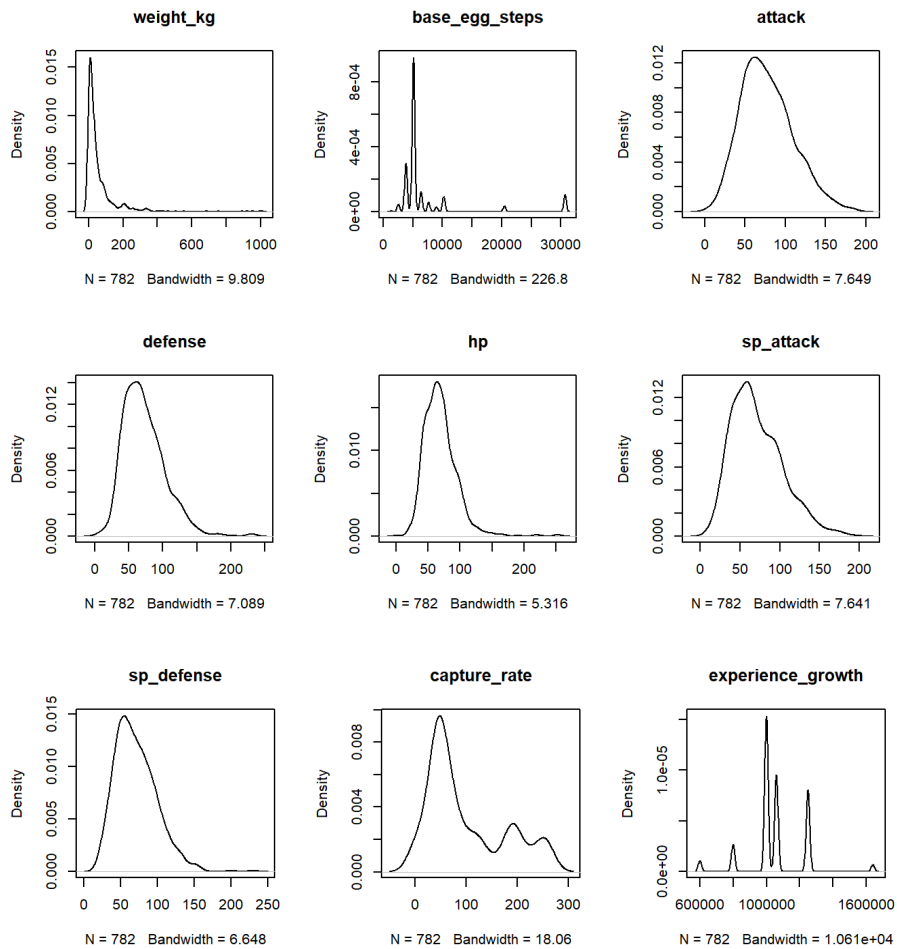 weight_kg
Density
0.000
0.005
0.010
0.015
0
200
600
1000
N = 782 Bandwidth = 9.809
base_egg_steps
Density
0e+00
4e-04
8e-04
0
10000
20000
30000
N = 782 Bandwidth = 226.8
attack
Density
0.000
0.004
0.008
0.012
0
50
100
150
200
N = 782 Bandwidth = 7.649
defense
Density
0.000
0.006
0.012
0
50
100
200
N = 782 Bandwidth = 7.089
hp
Density
0.000
0.010
0
50
100
200
N = 782 Bandwidth = 5.316
sp_attack
Density
0.000
0.006
0.012
0
50
100
150
200
N = 782 Bandwidth = 7.641
sp_defense
Density
0.000
0.005
0.010
0.015
0
50
100
150
200
250
N = 782 Bandwidth = 6.648
capture_rate
Density
0.000
0.004
0.008
0
100
200
300
N = 782 Bandwidth = 18.06
experience_growth
Density
0.0e+00
1.0e-05
600000
1000000
1600000
N = 782 Bandwidth = 1.061e+04